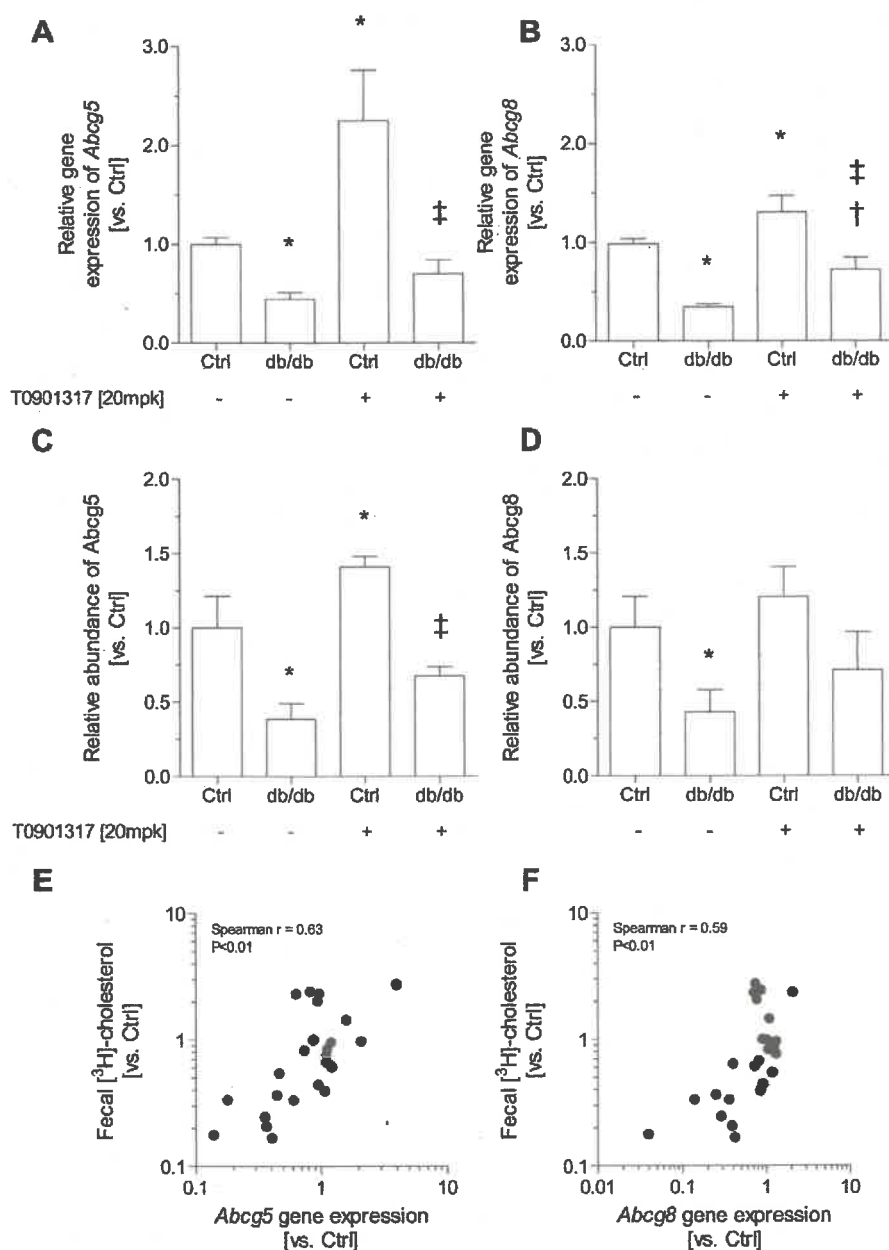 A
Relative gene
expression of Abcg5
[vs. Ctrl]
3.0
2.0
1.0
0.0
*
*
‡
Ctrl
db/db
Ctrl
db/db
T0901317 [20mpk]
-
-
+
+
B
Relative gene
expression of Abcg8
[vs. Ctrl]
3.0
2.0
1.0
0.0
*
*
‡
†
Ctrl
db/db
Ctrl
db/db
-
-
+
+
C
Relative abundance of Abcg5
[vs. Ctrl]
2.0
1.5
1.0
0.5
0.0
*
*
‡
Ctrl
db/db
Ctrl
db/db
T0901317 [20mpk]
-
-
+
+
D
Relative abundance of Abcg8
[vs. Ctrl]
2.0
1.5
1.0
0.5
0.0
*
Ctrl
db/db
Ctrl
db/db
-
-
+
+
E
Fecal [³H]-cholesterol
[vs. Ctrl]
10
1
0.1
Spearman r = 0.63
P<0.01
0.1
1
10
Abcg5 gene expression
[vs. Ctrl]
F
Fecal [³H]-cholesterol
[vs. Ctrl]
10
1
0.1
Spearman r = 0.59
P<0.01
0.01
0.1
1
10
Abcg8 gene expression
[vs. Ctrl]